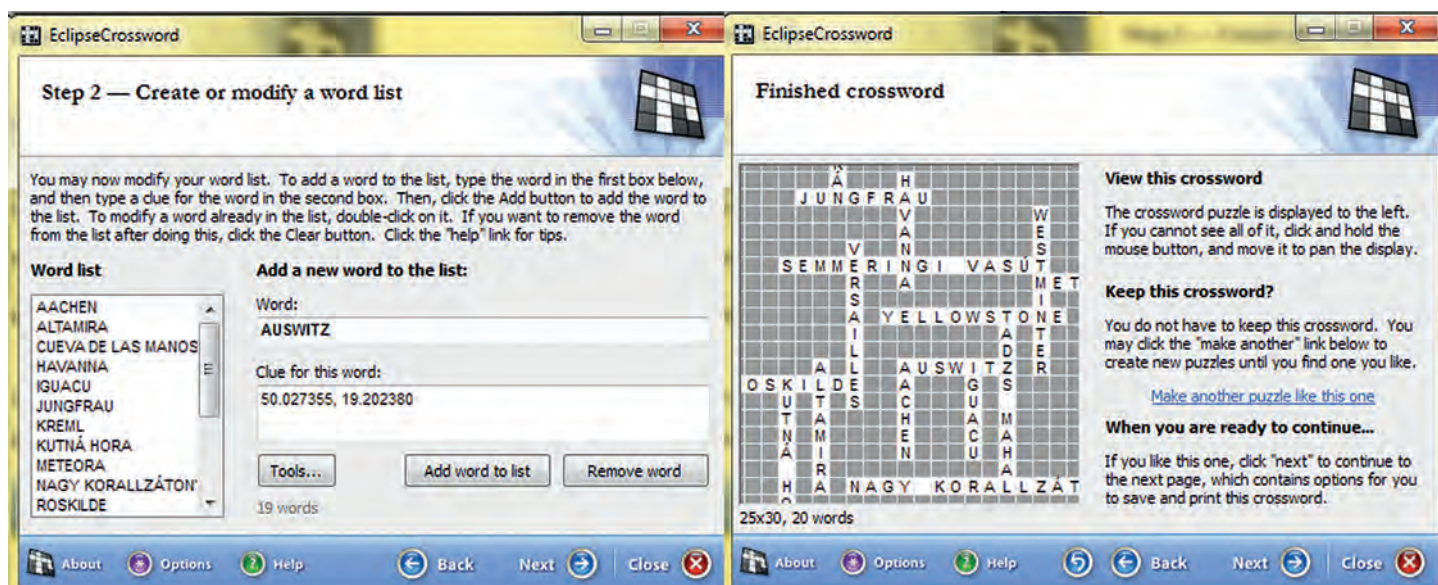 EclipseCrossword
Step 2 — Create or modify a word list
You may now modify your word list. To add a word to the list, type the word in the first box below,
and then type a clue for the word in the second box. Then, click the Add button to add the word to
the list. To modify a word already in the list, double-click on it. If you want to remove the word
from the list after doing this, click the Clear button. Click the "help" link for tips.
Word list
AACHEN
ALTAMIRA
CUEVA DE LAS MANOS
HAVANNA
IGUACU
JUNGFRAU
KREML
KUTNÁ HORA
METEORA
NAGY KORALLZÁTON
ROSKILDE
Add a new word to the list:
Word:
AUSWITZ
Clue for this word:
50.027355, 19.202380
Tools...
Add word to list
Remove word
19 words
About
Options
Help
Back
Next
Close
EclipseCrossword
Finished crossword
JUNGFRAU
HAVANNA
WESTMINSTER
VERSAILLES
SEMMERINGI VASÚT
MET
YELLOWSTONE
TADZS MAHAL
ALTAMIRA
AUSWITZ
AACHEN
IGUACU
OSKILDE
KUTNÁ HO
NAGY KORALLZÁT
25x30, 20 words
View this crossword
The crossword puzzle is displayed to the left.
If you cannot see all of it, click and hold the
mouse button, and move it to pan the display.
Keep this crossword?
You do not have to keep this crossword. You
may click the "make another" link below to
create new puzzles until you find one you like.
Make another puzzle like this one
When you are ready to continue...
If you like this one, click "next" to continue to
the next page, which contains options for you
to save and print this crossword.
About
Options
Help
Back
Next
Close